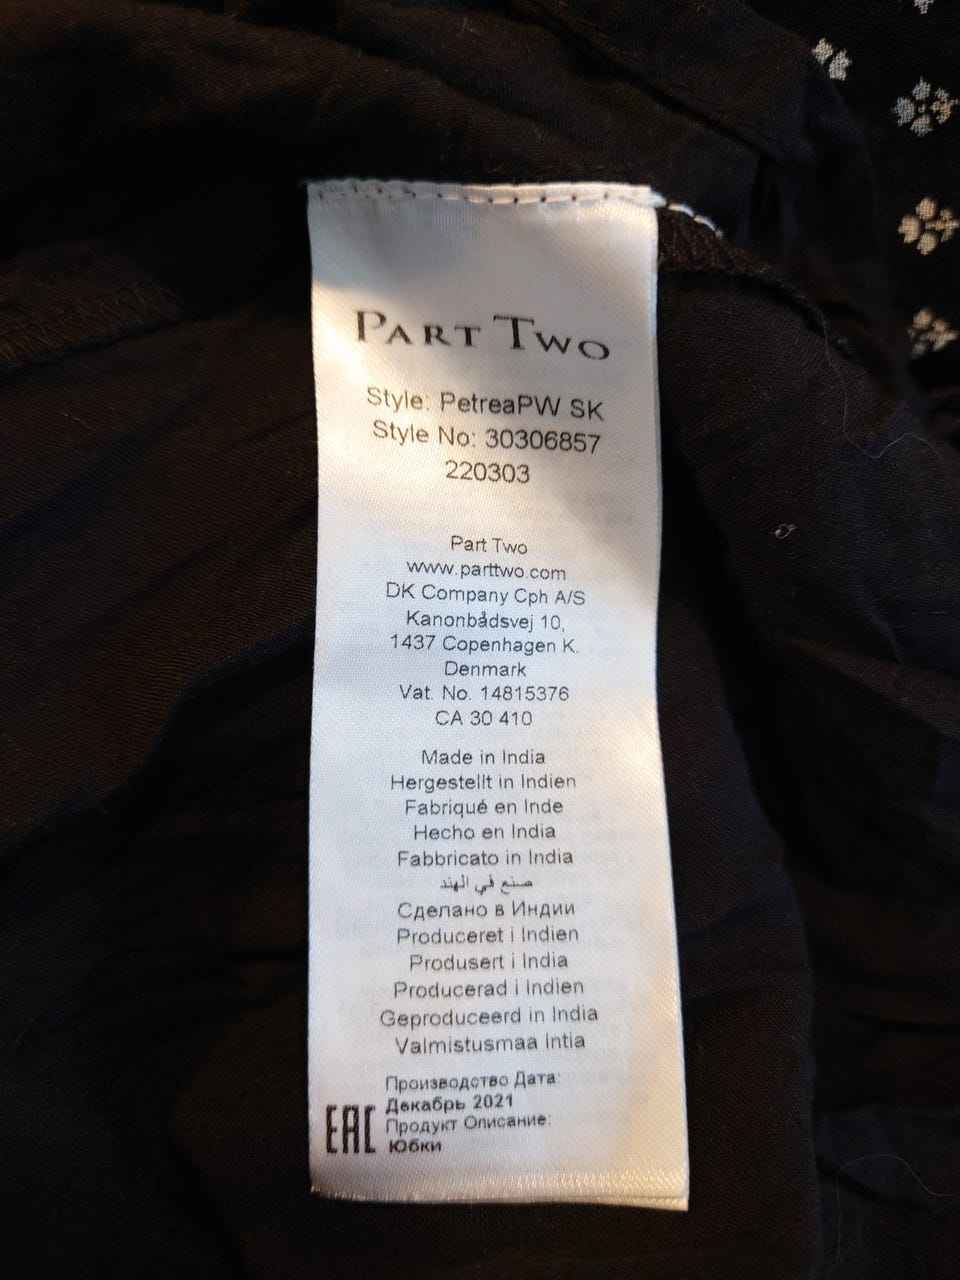 PART TWO
Style: PetreaPW SK
Style No: 30306857
220303
Part Two
www.parttwo.com
DK Company Cph A/S
Kanonbådsvej 10,
1437 Copenhagen K.
Denmark
Vat. No. 14815376
CA 30 410
Made in India
Hergestellt in Indien
Fabriqué en Inde
Hecho en India
Fabbricato in India
صنع في الهند
Сделано в Индии
Produceret i Indien
Produsert i India
Producerad i Indien
Geproduceerd in India
Valmistusmaa Intia
Производство Дата:
Декабрь 2021
Продукт Описание:
Юбки
EAC